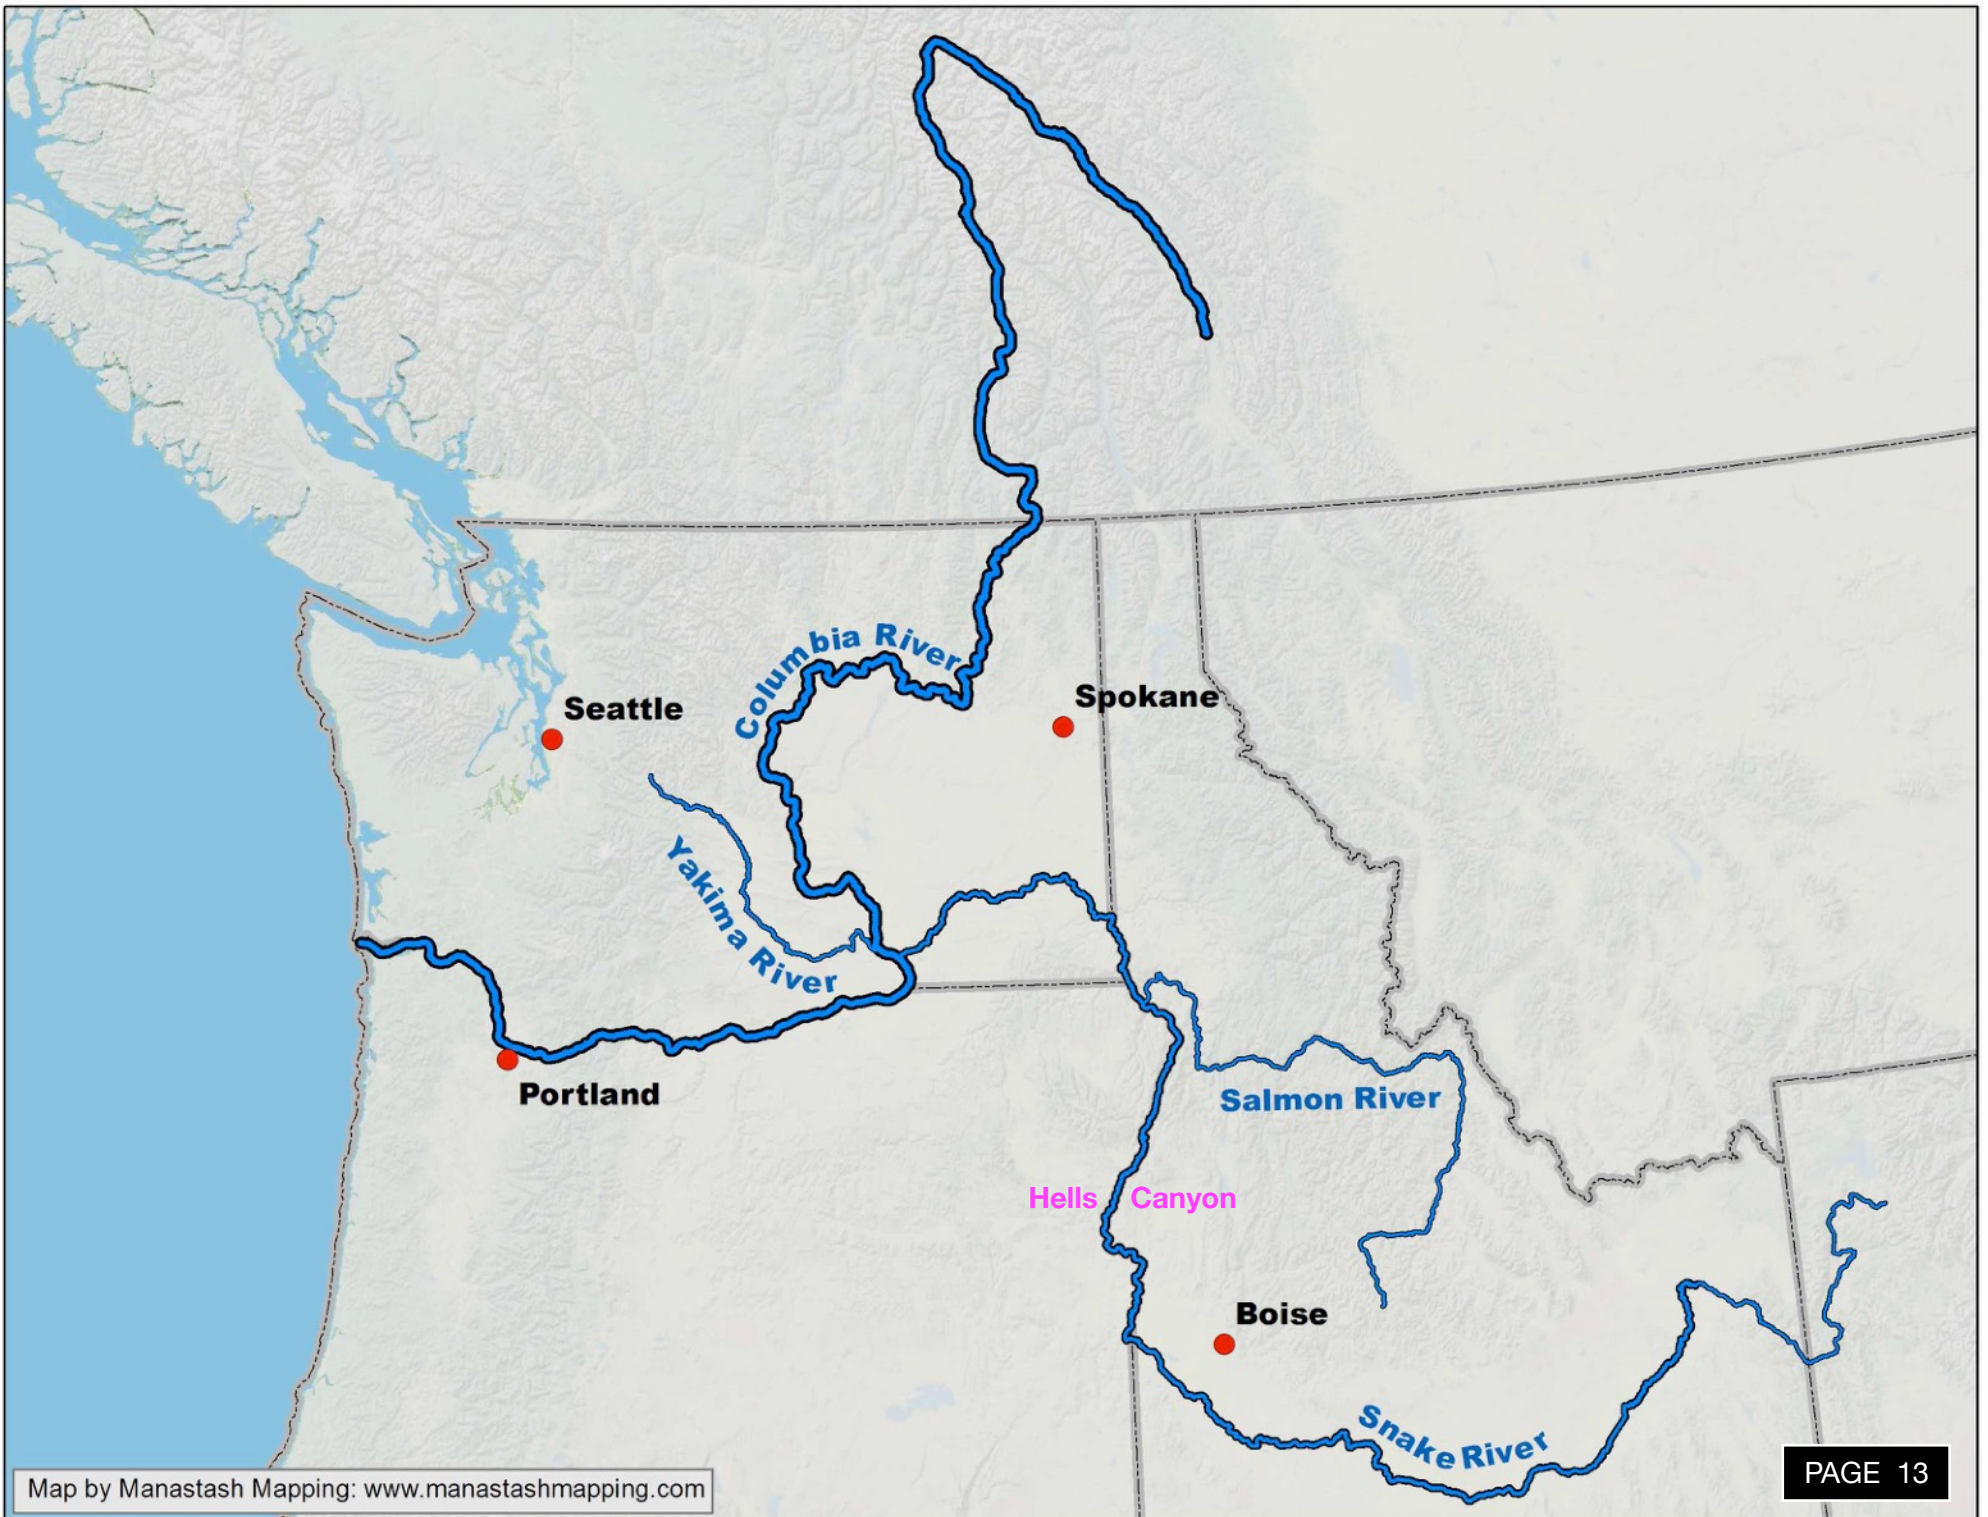 Columbia River
Seattle
Spokane
Yakima River
Portland
Salmon River
Hells Canyon
Boise
Snake River
PAGE 13
Map by Manastash Mapping: www.manastashmapping.com